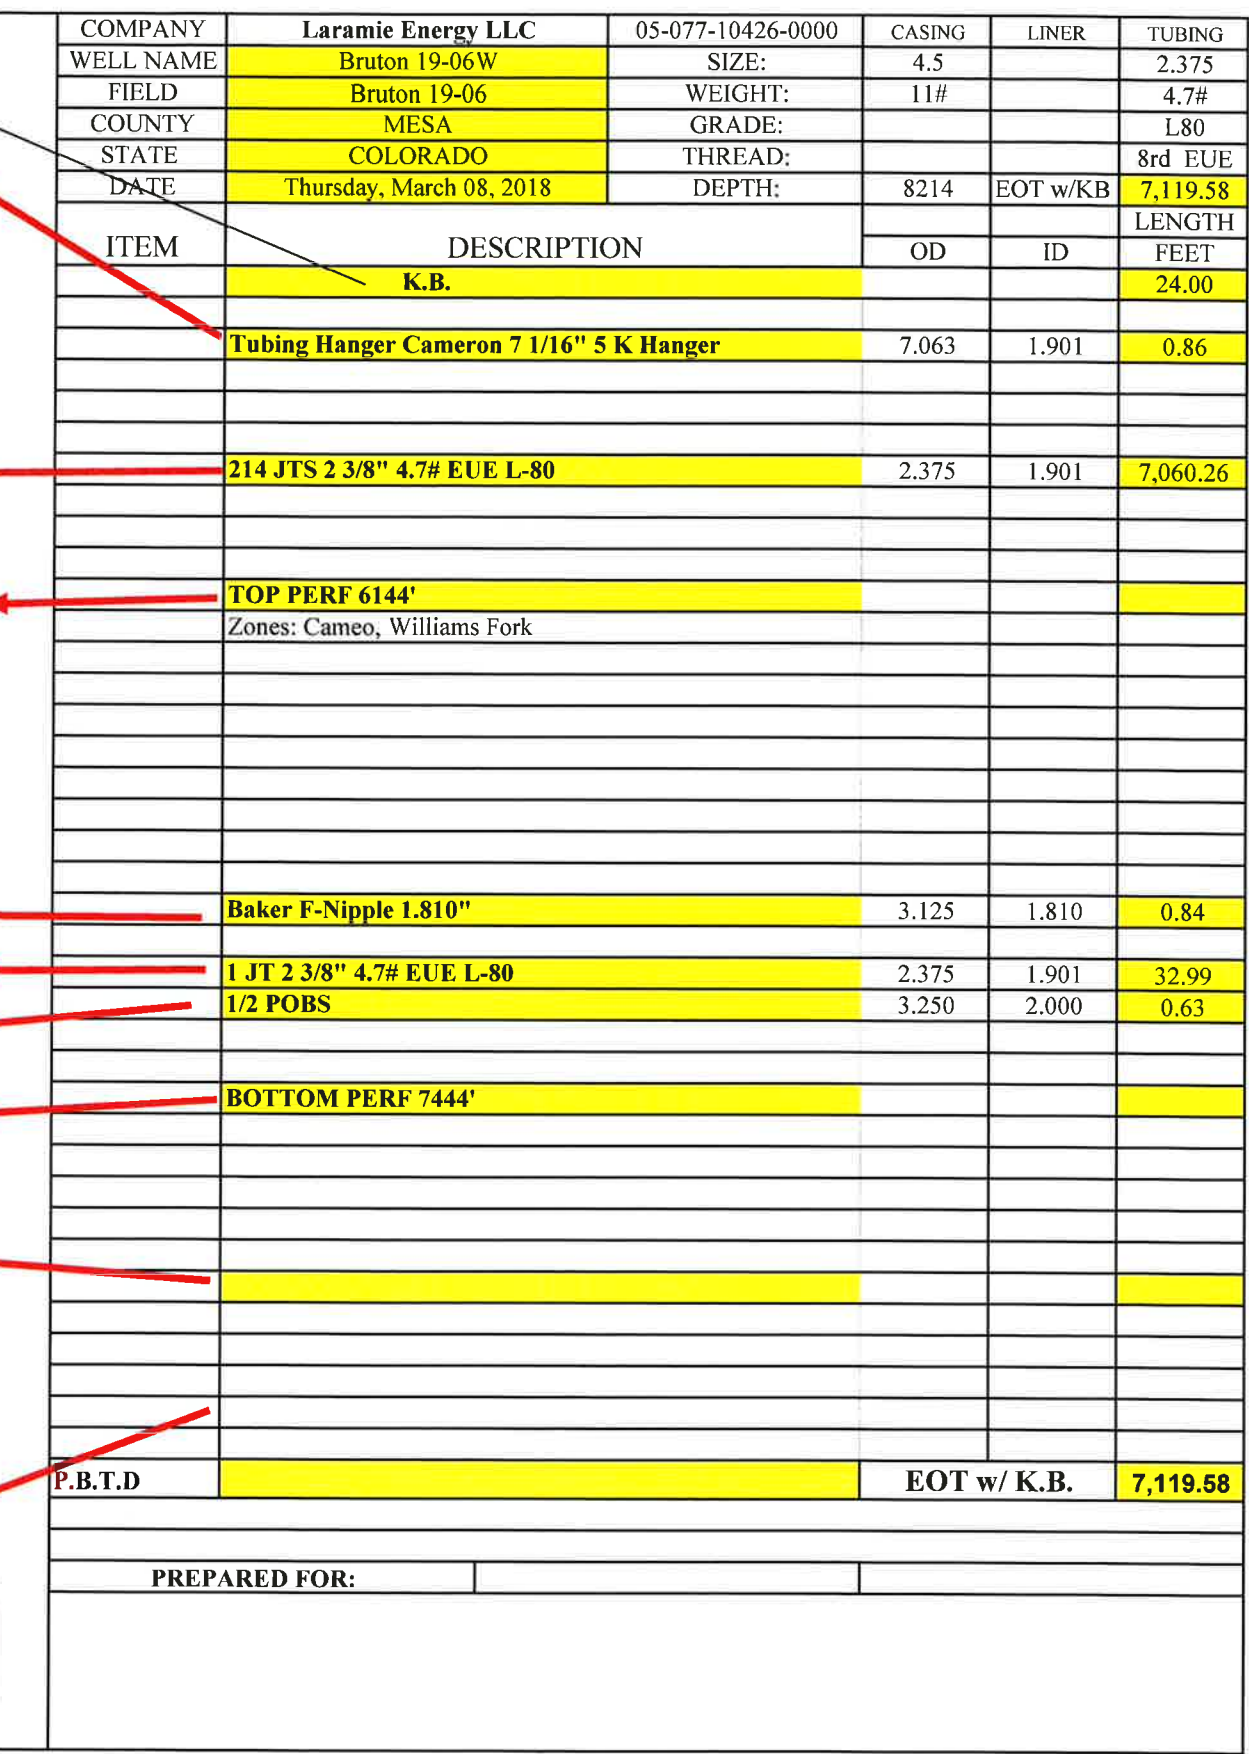 COMPANY Laramie Energy LLC 05-077-10426-0000 CASING LINER TUBING
WELL NAME Bruton 19-06W SIZE: 4.5 2.375
FIELD Bruton 19-06 WEIGHT: 11# 4.7#
COUNTY MESA GRADE: L80
STATE COLORADO THREAD: 8rd EUE
DATE Thursday, March 08, 2018 DEPTH: 8214 EOT w/KB 7,119.58
LENGTH
ITEM DESCRIPTION OD ID FEET
K.B. 24.00
Tubing Hanger Cameron 7 1/16" 5 K Hanger 7.063 1.901 0.86
214 JTS 2 3/8" 4.7# EUE L-80 2.375 1.901 7,060.26
TOP PERF 6144'
Zones: Cameo, Williams Fork
Baker F-Nipple 1.810" 3.125 1.810 0.84
1 JT 2 3/8" 4.7# EUE L-80 2.375 1.901 32.99
1/2 POBS 3.250 2.000 0.63
BOTTOM PERF 7444'
P.B.T.D EOT w/ K.B. 7,119.58
PREPARED FOR: